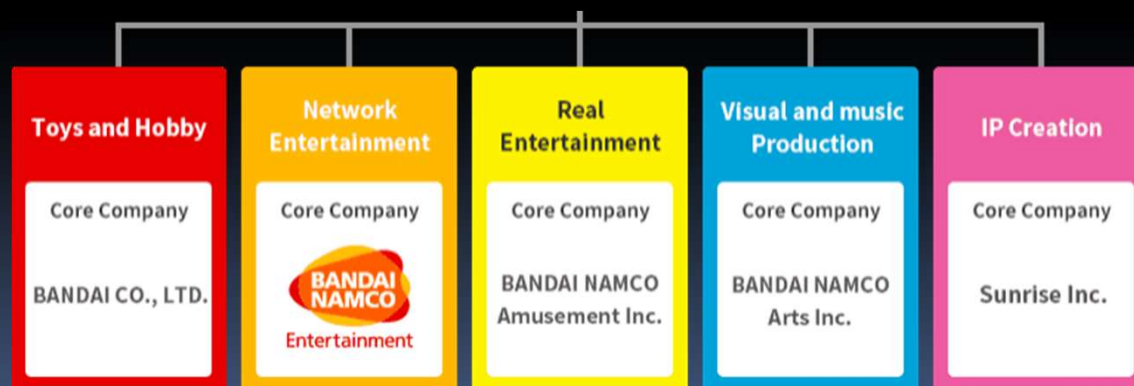 Toys and Hobby
Core Company
BANDAI CO., LTD.
Network
Entertainment
Core Company
BANDAI
NAMCO
Entertainment
Real
Entertainment
Core Company
BANDAI NAMCO
Amusement Inc.
Visual and music
Production
Core Company
BANDAI NAMCO
Arts Inc.
IP Creation
Core Company
Sunrise Inc.